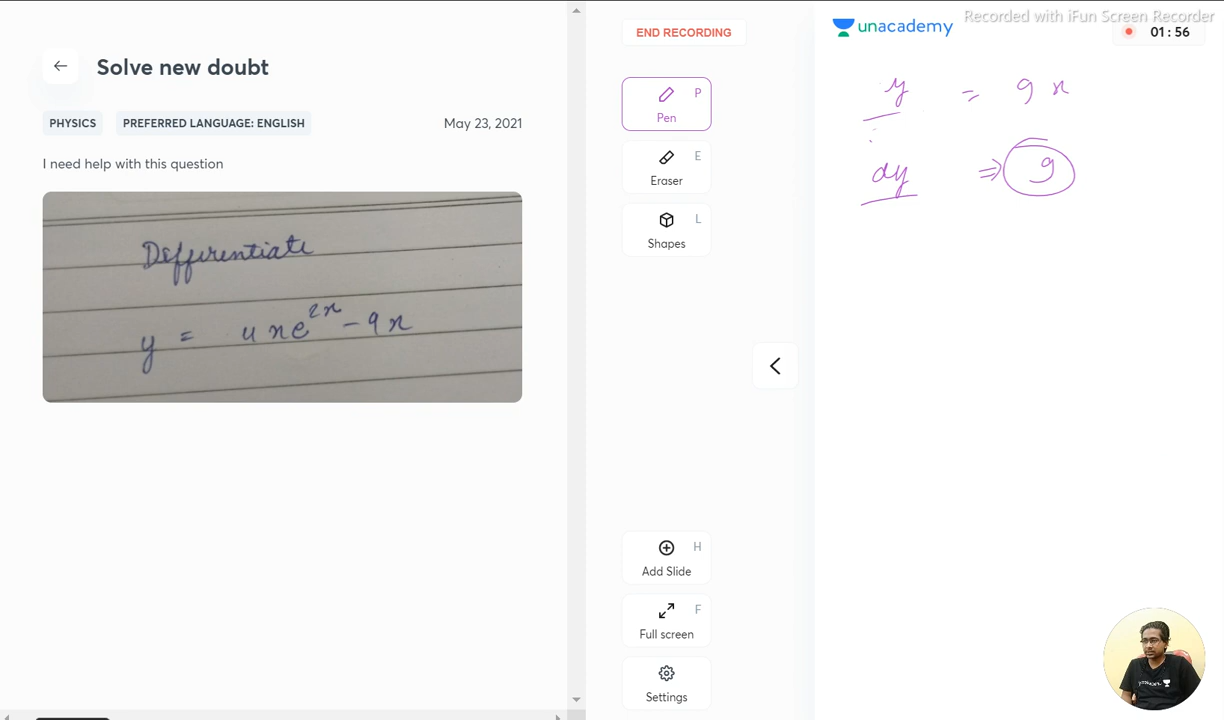 Recorded with iFun Screen Recorder
END RECORDING
unacademy
01 : 56
Solve new doubt
PHYSICS
PREFERRED LANGUAGE: ENGLISH
May 23, 2021
I need help with this question
Defferentiate
y = 4xe^2x - 9x
P
Pen
E
Eraser
L
Shapes
H
Add Slide
F
Full screen
Settings
y = 9x
dy ⇒ 9